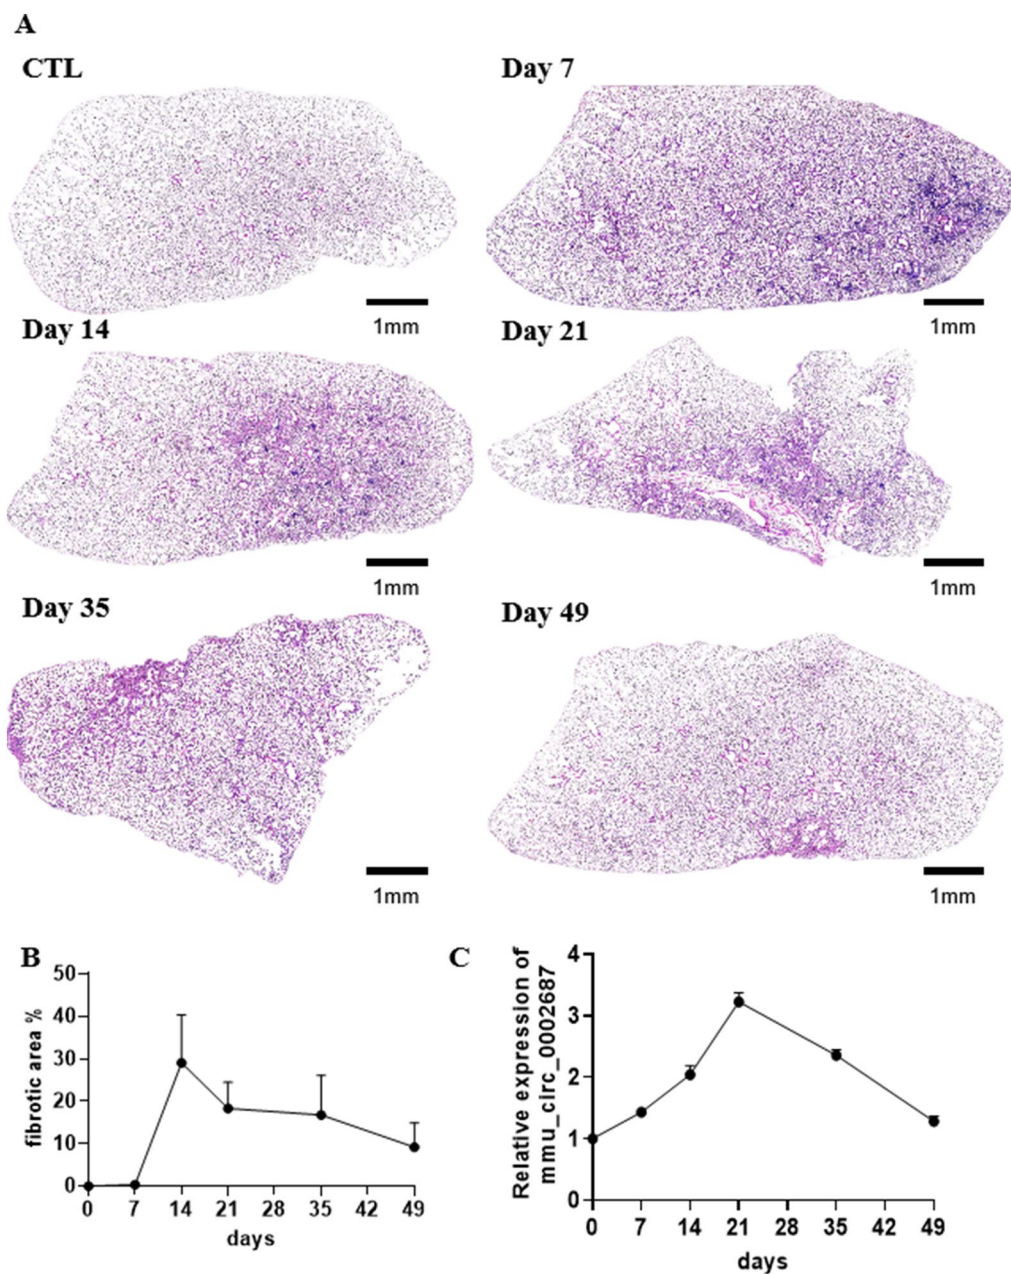 A
CTL
Day 7
1mm
1mm
Day 14
Day 21
1mm
1mm
Day 35
Day 49
1mm
1mm
B
fibrotic area %
50
40
30
20
10
0
0 7 14 21 28 35 42 49
days
C
Relative expression of
mmu_circ_0002687
4
3
2
1
0
0 7 14 21 28 35 42 49
days